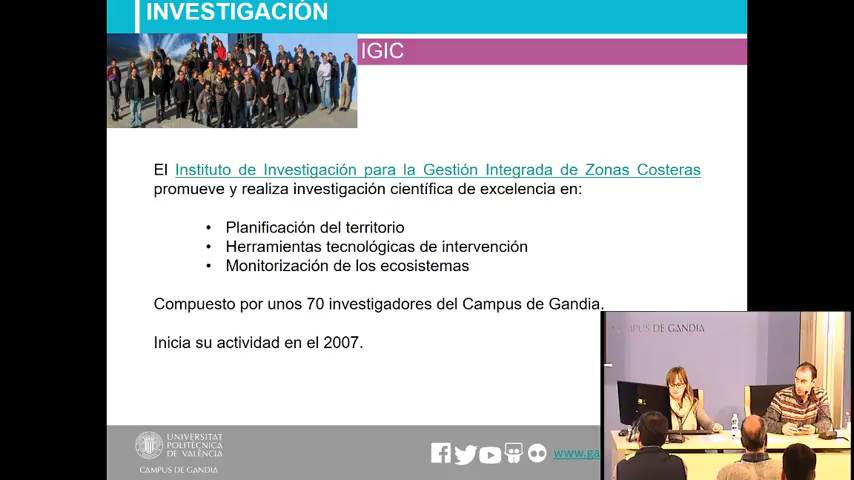 INVESTIGACIÓN
IGIC
El Instituto de Investigación para la Gestión Integrada de Zonas Costeras
promueve y realiza investigación científica de excelencia en:
• Planificación del territorio
• Herramientas tecnológicas de intervención
• Monitorización de los ecosistemas
Compuesto por unos 70 investigadores del Campus de Gandia.
Inicia su actividad en el 2007.
CAMPUS DE GANDIA
UNIVERSITAT
POLITÈCNICA
DE VALÈNCIA
CAMPUS DE GANDIA
www.ga